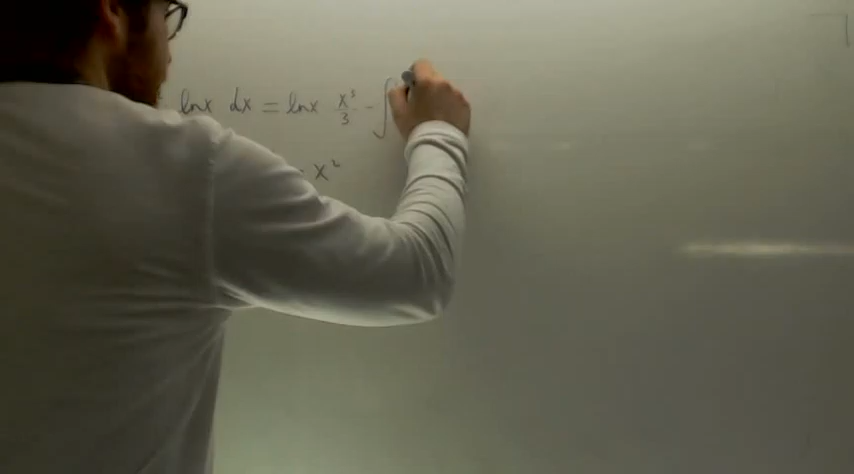 lnx dx = lnx x³/3 - ∫
x²